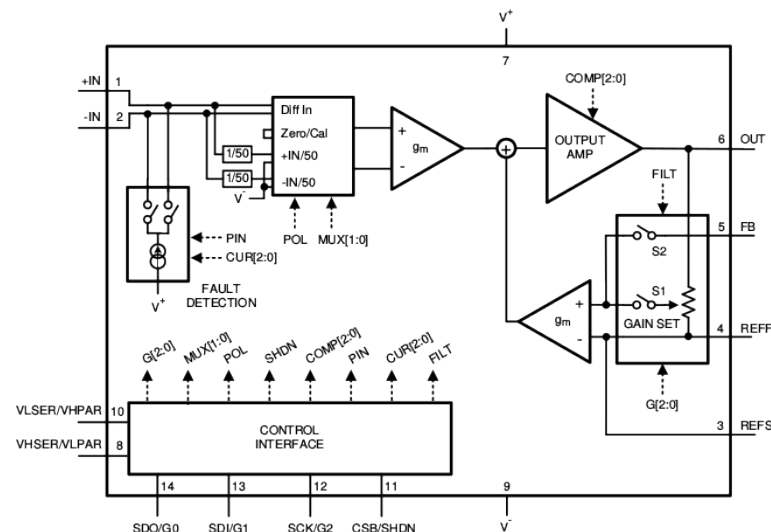 V+
7
+IN 1
-IN 2
Diff In
Zero/Cal
1/50
+IN/50
1/50
-IN/50
V-
POL
MUX[1:0]
+
gm
-
COMP[2:0]
OUTPUT
AMP
6 OUT
FILT
5 FB
S2
S1
GAIN SET
4 REFF
G[2:0]
3 REFS
+
gm
-
PIN
CUR[2:0]
FAULT
DETECTION
V+
G[2:0]
MUX[1:0]
POL
SHDN
COMP[2:0]
PIN
CUR[2:0]
FILT
VLSER/VHPAR 10
VHSER/VLPAR 8
CONTROL
INTERFACE
14
13
12
11
9
SDO/G0
SDI/G1
SCK/G2
CSB/SHDN
V-